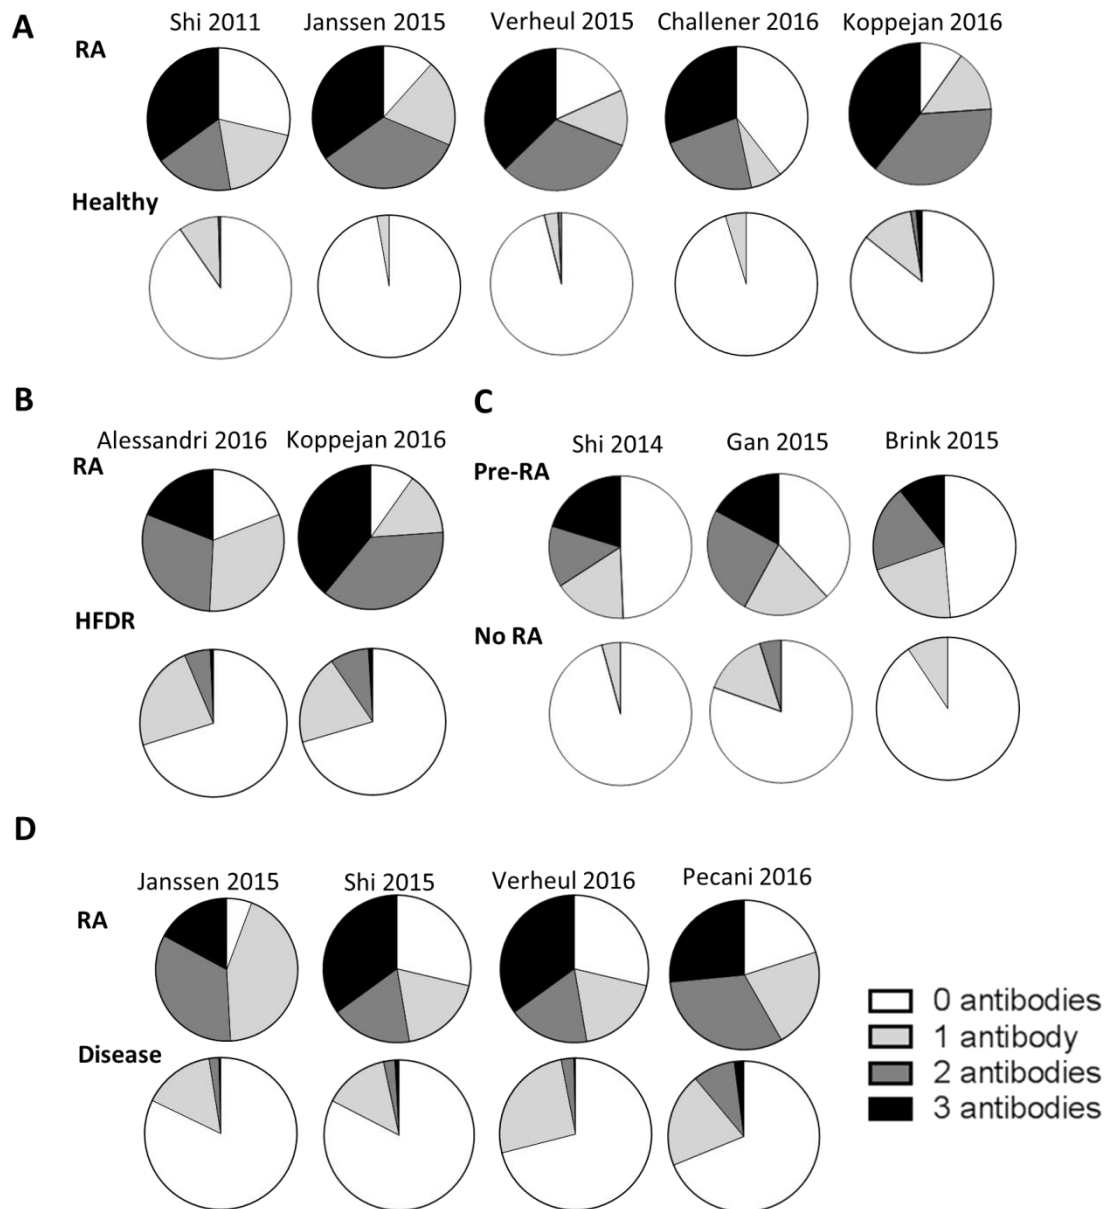 A
Shi 2011 Janssen 2015 Verheul 2015 Challener 2016 Koppejan 2016
RA
Healthy
B
Alessandri 2016 Koppejan 2016
RA
HFDR
C
Shi 2014 Gan 2015 Brink 2015
Pre-RA
No RA
D
Janssen 2015 Shi 2015 Verheul 2016 Pecani 2016
RA
Disease
0 antibodies
1 antibody
2 antibodies
3 antibodies